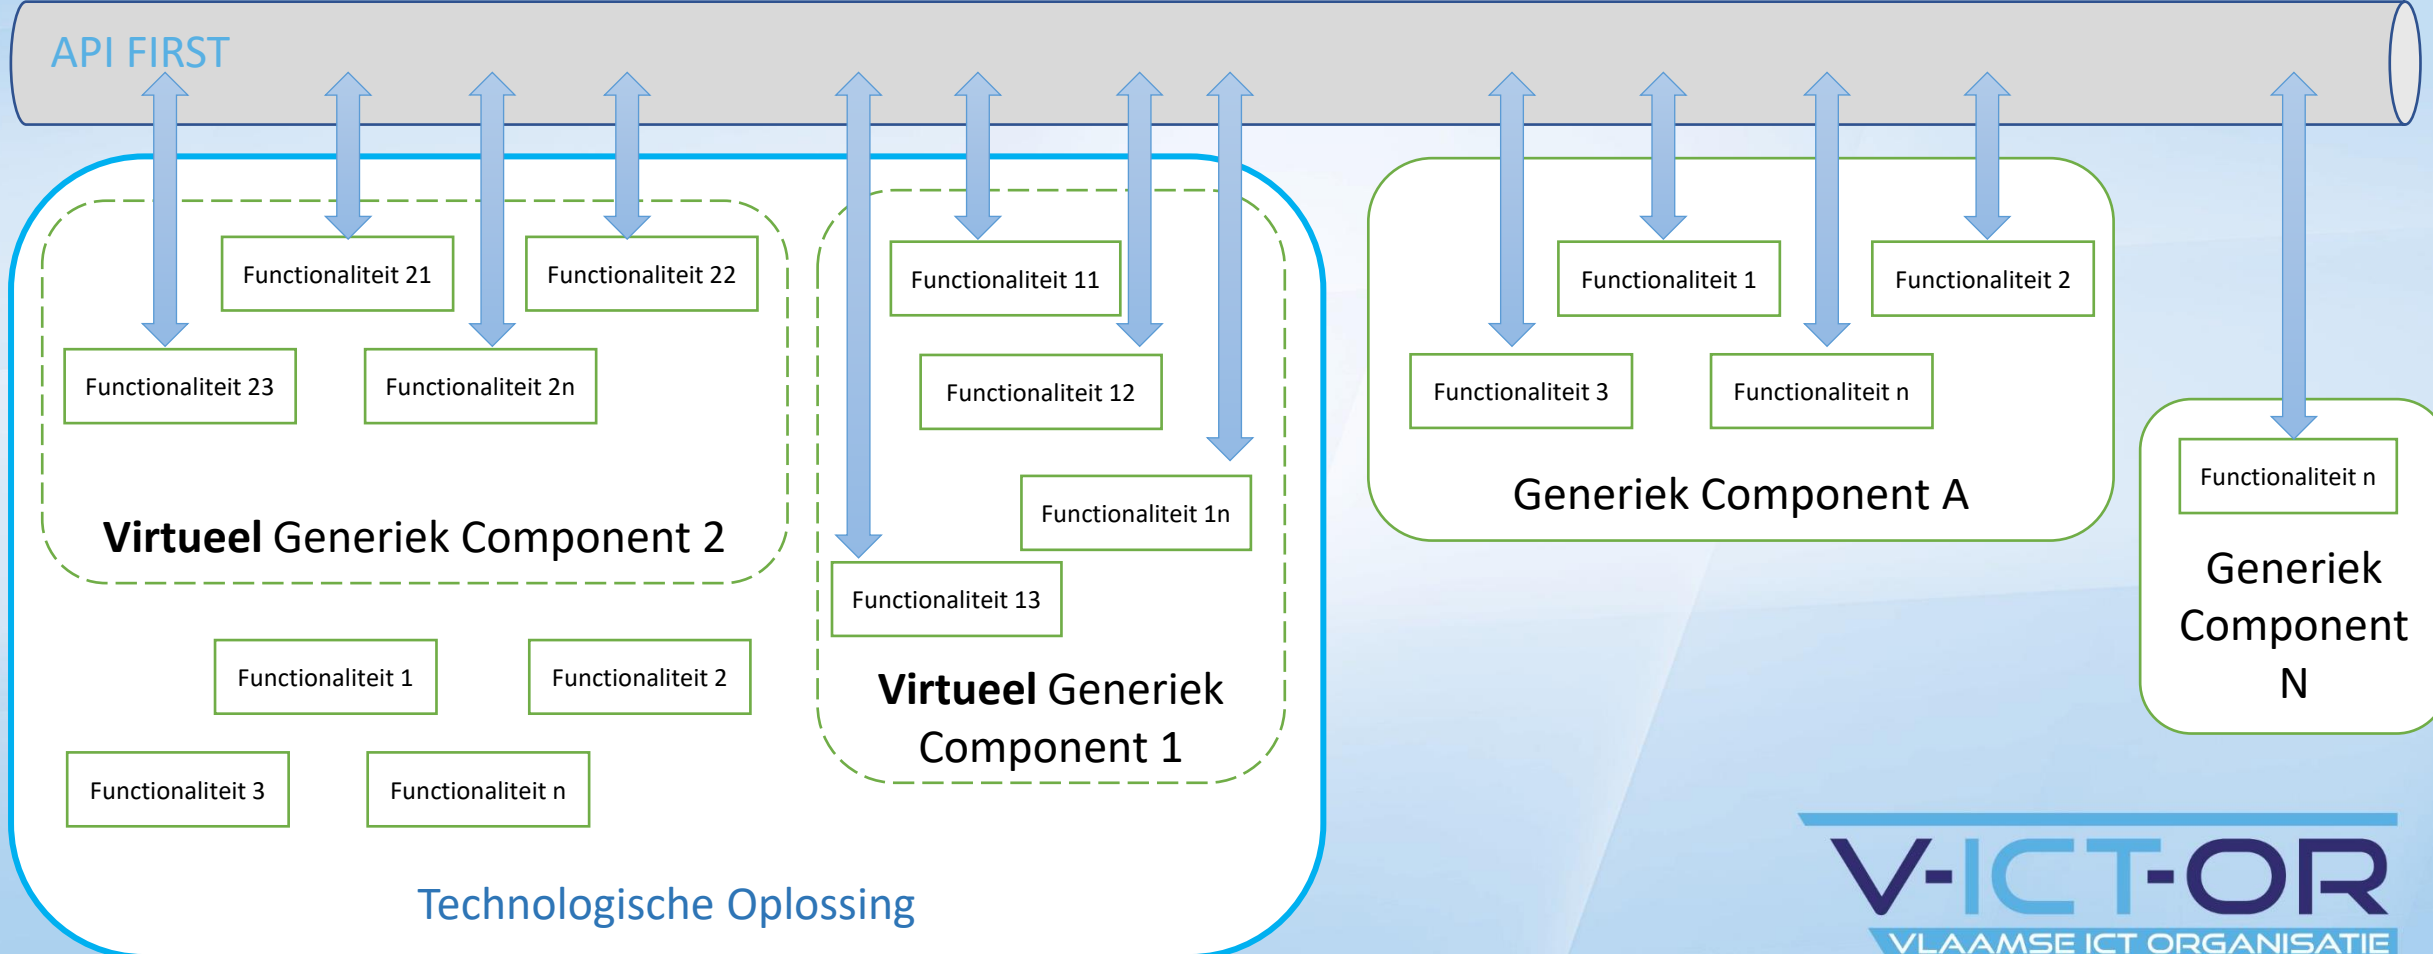 API FIRST
Functionaliteit 21
Functionaliteit 22
Functionaliteit 23
Functionaliteit 2n
Virtueel Generiek Component 2
Functionaliteit 11
Functionaliteit 12
Functionaliteit 1n
Functionaliteit 13
Virtueel Generiek
Component 1
Functionaliteit 1
Functionaliteit 2
Functionaliteit 3
Functionaliteit n
Technologische Oplossing
Functionaliteit 1
Functionaliteit 2
Functionaliteit 3
Functionaliteit n
Generiek Component A
Functionaliteit n
Generiek
Component
N
V-ICT-OR
VLAAMSE ICT ORGANISATIE